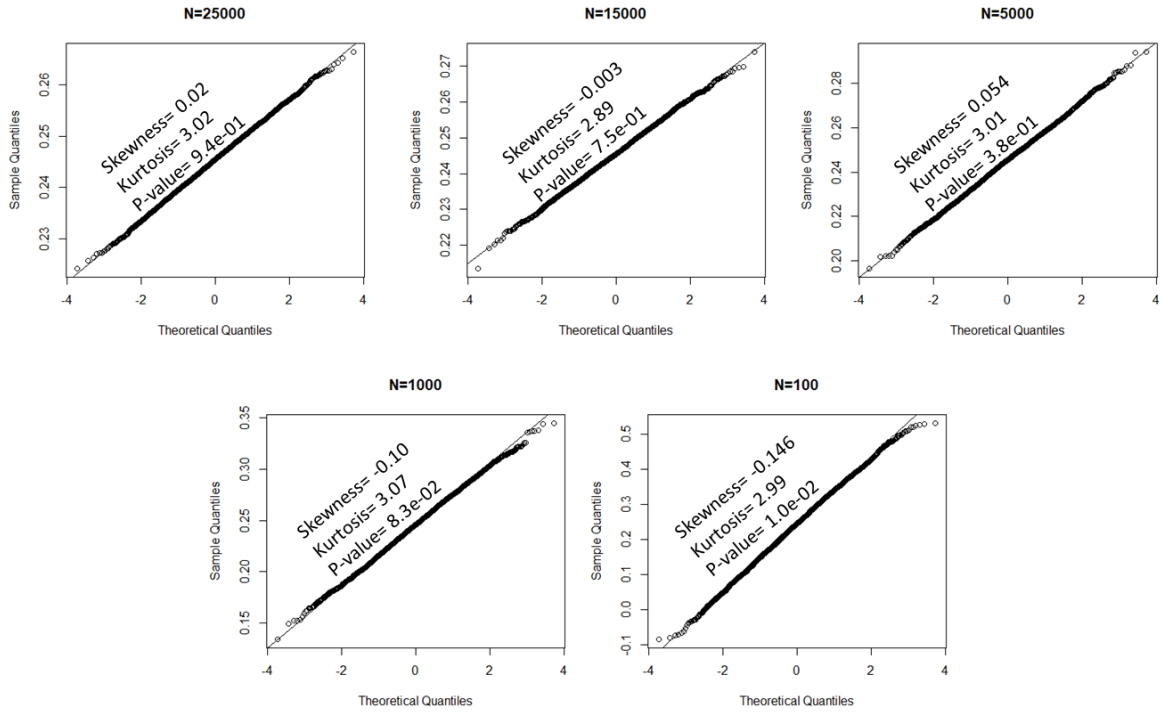 N=25000
Sample Quantiles
0.26
0.25
0.24
0.23
Skewness= 0.02
Kurtosis= 3.02
P-value= 9.4e-01
-4 -2 0 2 4
Theoretical Quantiles
N=15000
Sample Quantiles
0.27
0.26
0.25
0.24
0.23
0.22
Skewness= -0.003
Kurtosis= 2.89
P-value= 7.5e-01
-4 -2 0 2 4
Theoretical Quantiles
N=5000
Sample Quantiles
0.28
0.26
0.24
0.22
0.20
Skewness= 0.054
Kurtosis= 3.01
P-value= 3.8e-01
-4 -2 0 2 4
Theoretical Quantiles
N=1000
Sample Quantiles
0.35
0.30
0.25
0.20
0.15
Skewness= -0.10
Kurtosis= 3.07
P-value= 8.3e-02
-4 -2 0 2 4
Theoretical Quantiles
N=100
Sample Quantiles
0.5
0.4
0.3
0.2
0.1
0.0
-0.1
Skewness= -0.146
Kurtosis= 2.99
P-value= 1.0e-02
-4 -2 0 2 4
Theoretical Quantiles